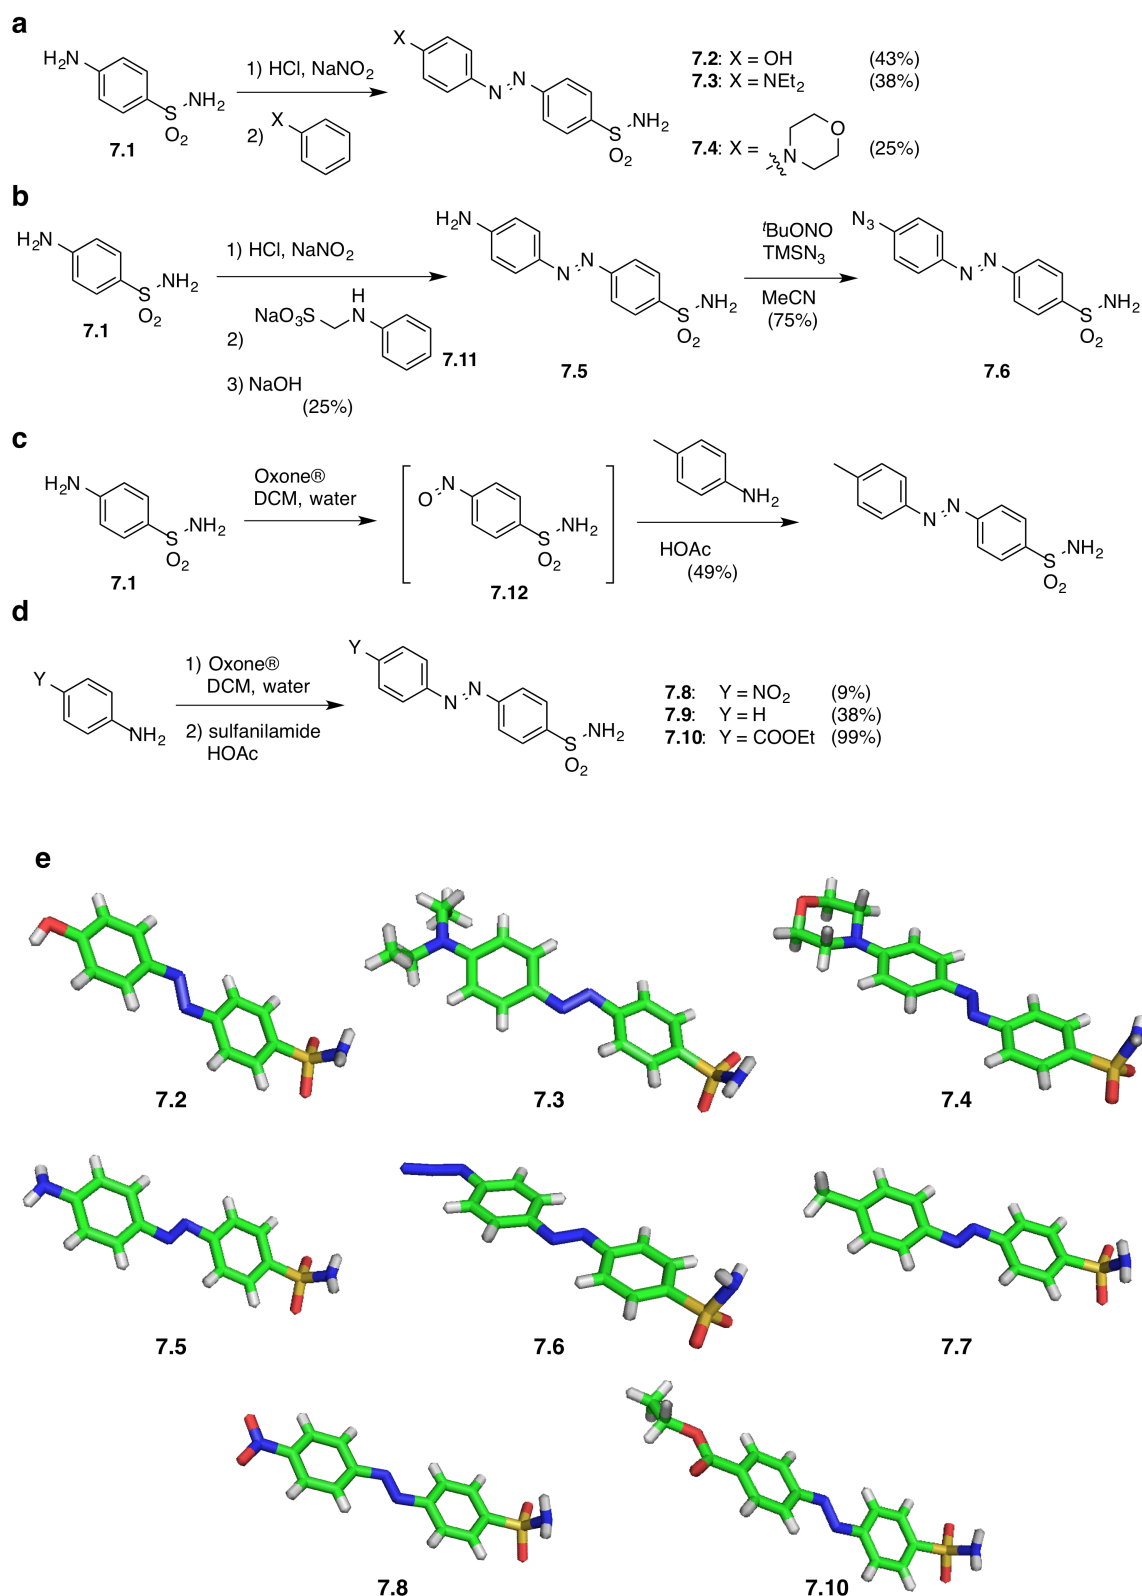 a
X
H₂N
1) HCl, NaNO₂
7.2: X = OH (43%)
7.3: X = NEt₂ (38%)
N N
NH₂
X
S
NH₂
2)
S
O₂
O₂
7.1
7.4: X = N O (25%)
b
H₂N
ᵗBuONO
N₃
H₂N
1) HCl, NaNO₂
TMSN₃
N N
N N
NH₂
S
NH₂
MeCN
NH₂
O₂
H
NaO₃S N
S
(75%)
S
7.1
2)
O₂
O₂
7.11
7.5
7.6
3) NaOH
(25%)
c
Oxone®
H₂N
DCM, water
O N
NH₂
N N
NH₂
S
NH₂
S
HOAc
NH₂
O₂
O₂
(49%)
S
7.1
7.12
O₂
d
Y
1) Oxone®
Y
DCM, water
N N
7.8: Y = NO₂ (9%)
7.9: Y = H (38%)
NH₂
2) sulfanilamide
NH₂
7.10: Y = COOEt (99%)
HOAc
S
O₂
e
7.2 7.3 7.4
7.5 7.6 7.7
7.8 7.10